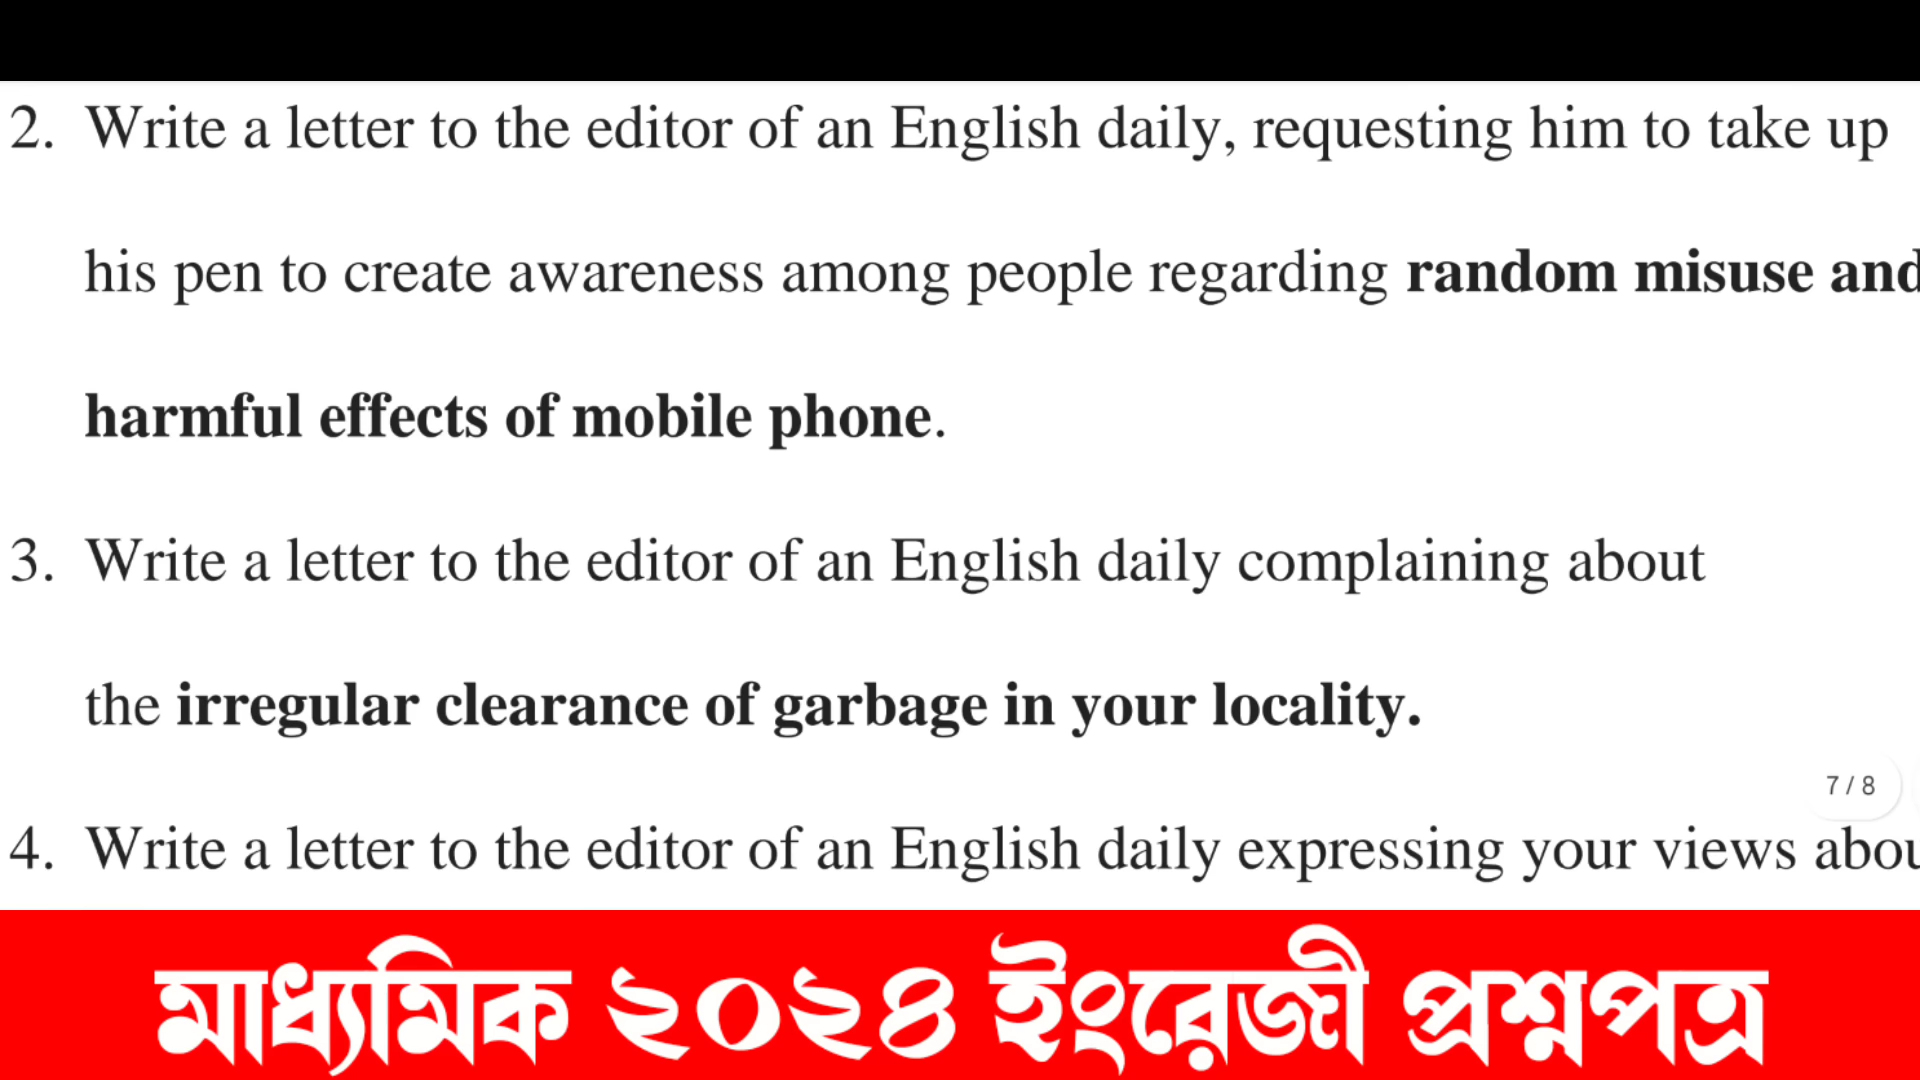 2. Write a letter to the editor of an English daily, requesting him to take up
his pen to create awareness among people regarding random misuse and
harmful effects of mobile phone.
3. Write a letter to the editor of an English daily complaining about
the irregular clearance of garbage in your locality.
7 / 8
4. Write a letter to the editor of an English daily expressing your views abou
মাধ্যমিক ২০২৪ ইংরেজী প্রশ্নপত্র